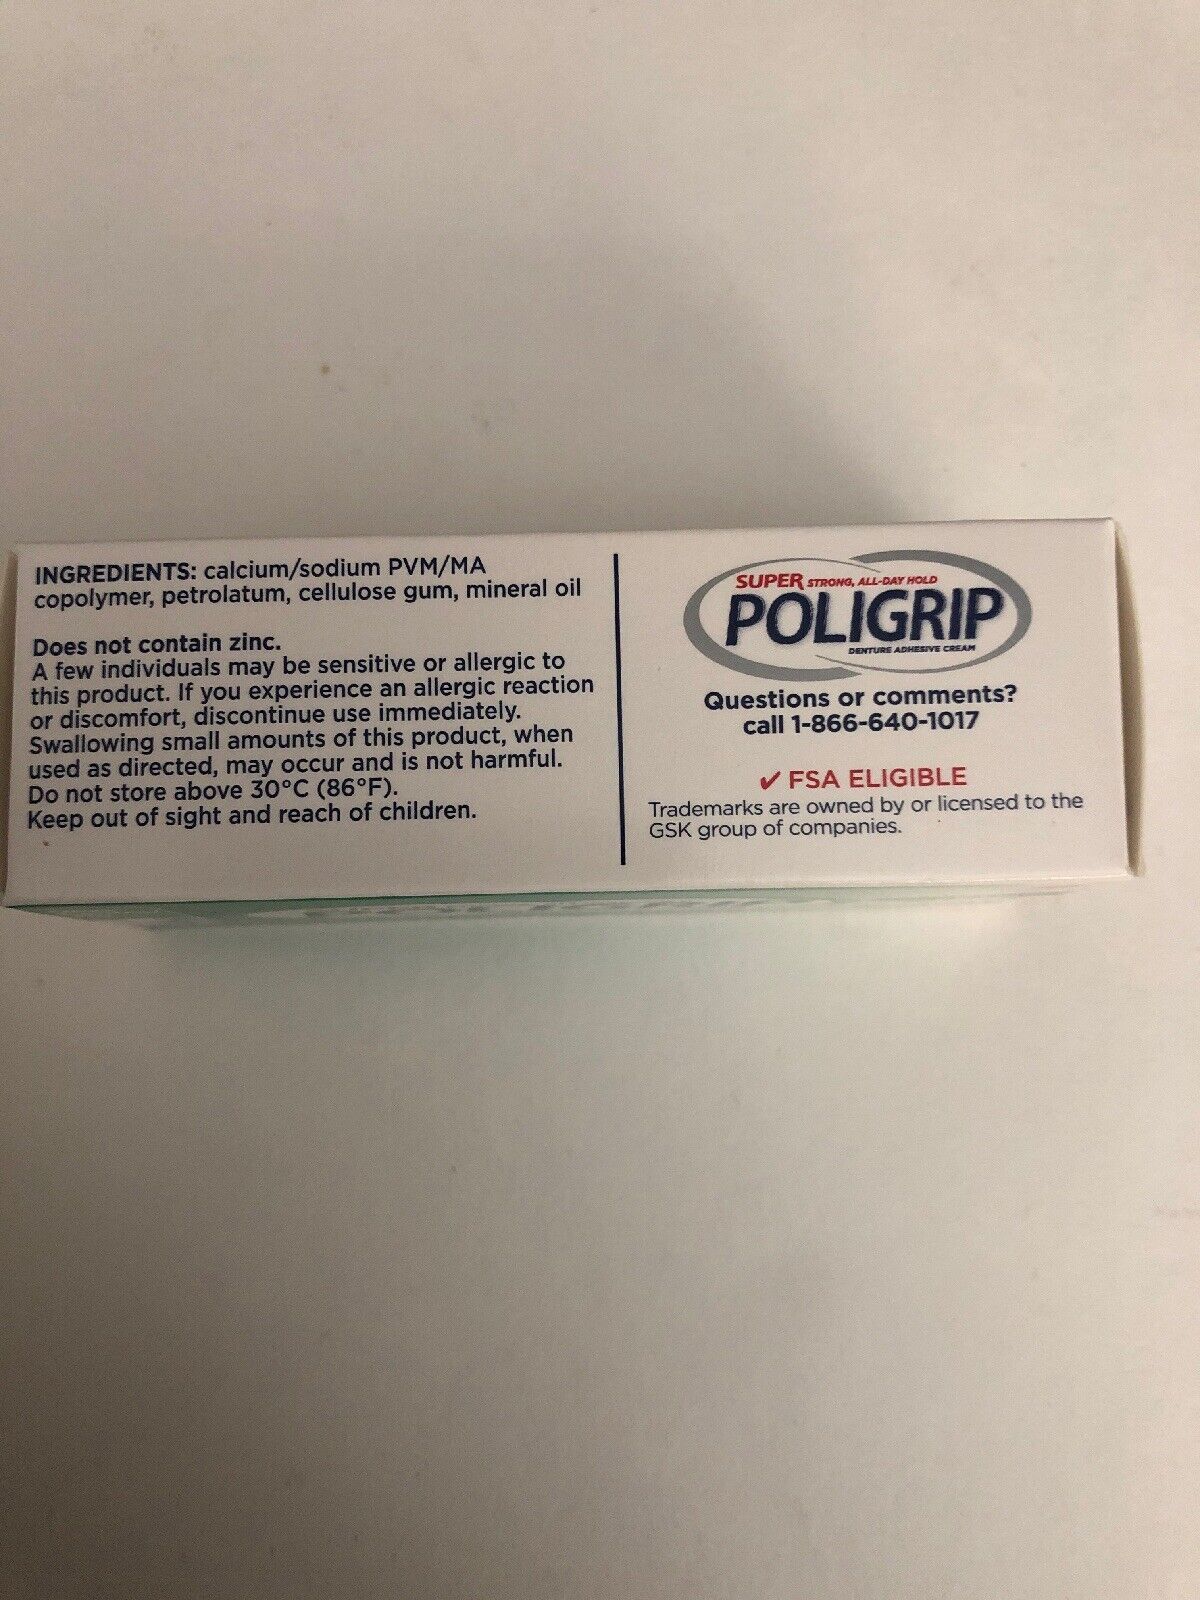 INGREDIENTS: calcium/sodium PVM/MA
copolymer, petrolatum, cellulose gum, mineral oil
Does not contain zinc.
A few individuals may be sensitive or allergic to
this product. If you experience an allergic reaction
or discomfort, discontinue use immediately.
Swallowing small amounts of this product, when
used as directed, may occur and is not harmful.
Do not store above 30°C (86°F).
Keep out of sight and reach of children.
SUPER STRONG, ALL-DAY HOLD
POLIGRIP
DENTURE ADHESIVE CREAM
Questions or comments?
call 1-866-640-1017
✓ FSA ELIGIBLE
Trademarks are owned by or licensed to the
GSK group of companies.